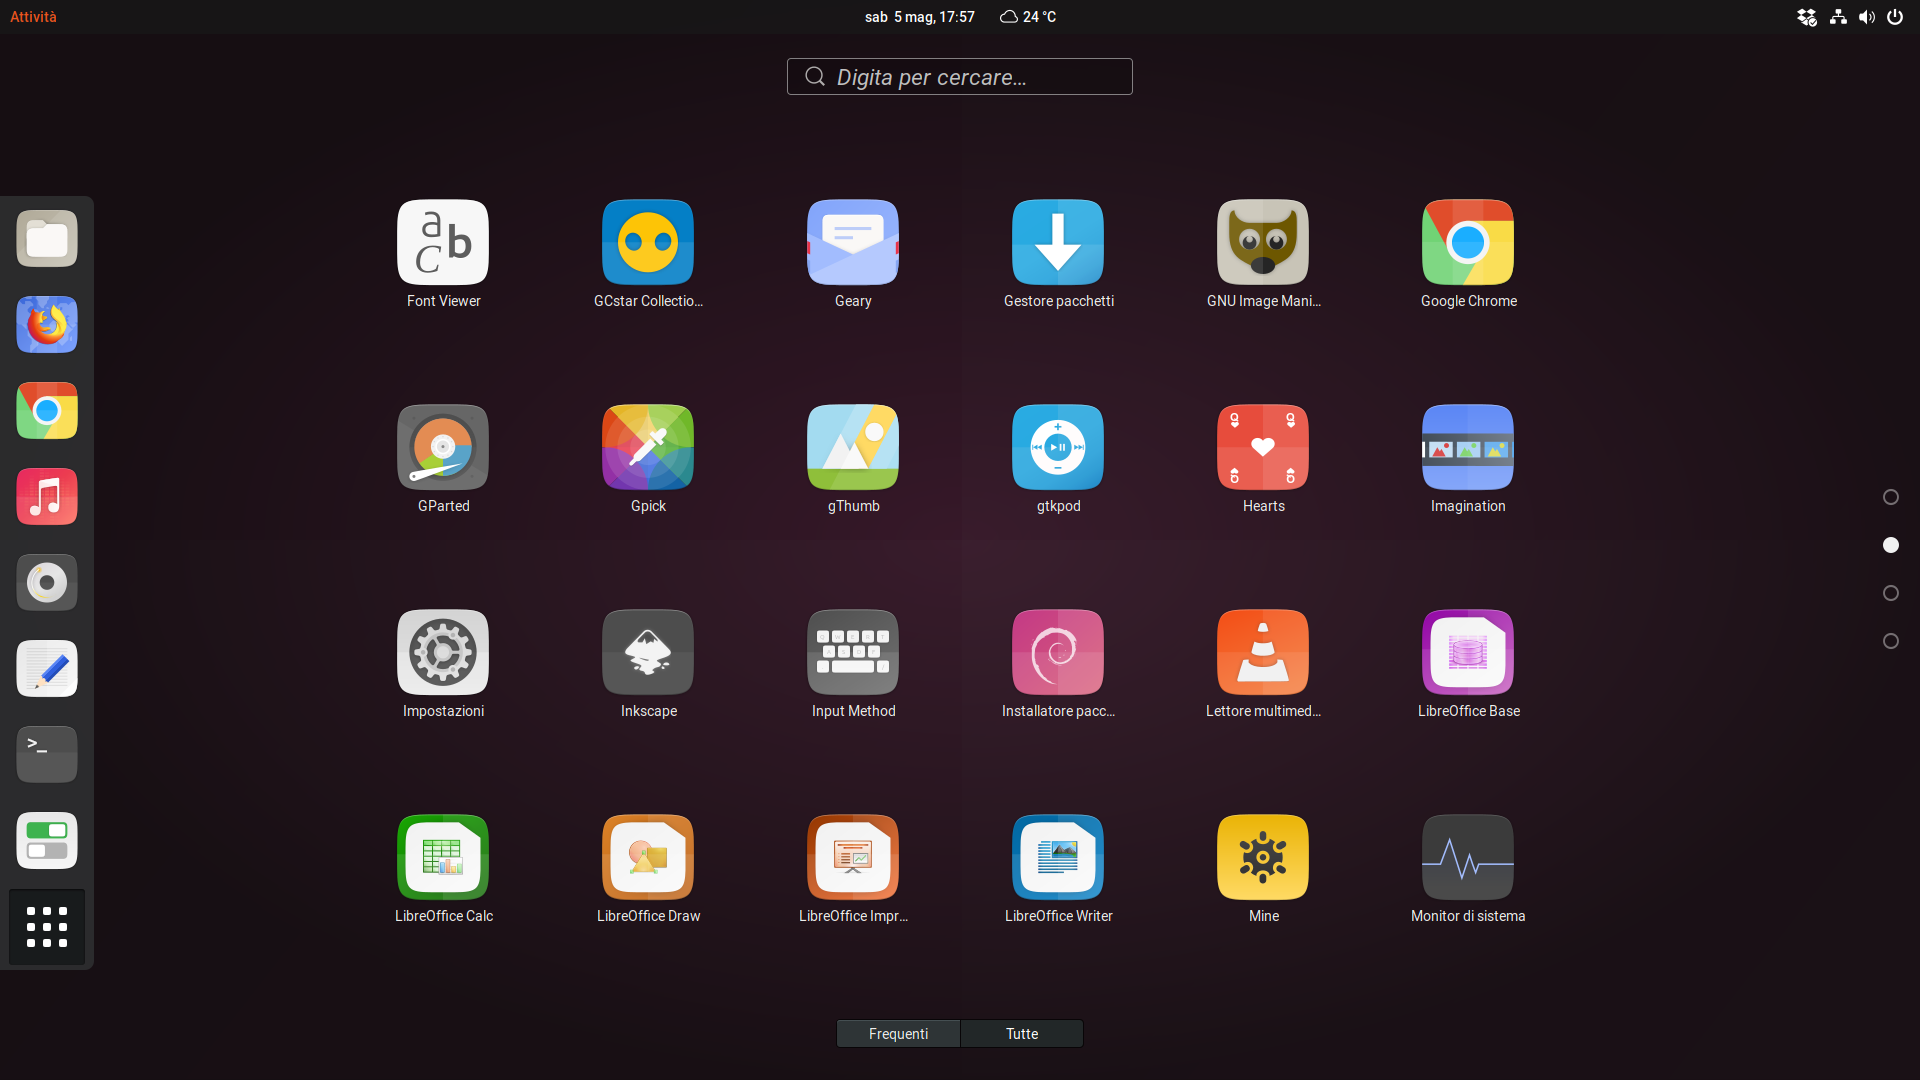 Attività
sab 5 mag, 17:57
24 °C
Digita per cercare...
a
b
C
Font Viewer
GCstar Collectio...
Geary
Gestore pacchetti
GNU Image Mani...
Google Chrome
GParted
Gpick
gThumb
gtkpod
Q Q
Q Q
Hearts
Imagination
Impostazioni
Inkscape
Input Method
Installatore pacc...
Lettore multimed...
LibreOffice Base
>_
LibreOffice Calc
LibreOffice Draw
LibreOffice Impr...
LibreOffice Writer
Mine
Monitor di sistema
Frequenti
Tutte